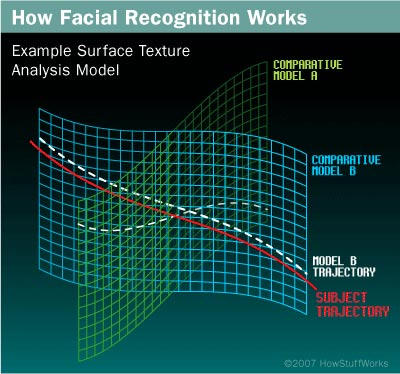 How Facial Recognition Works
Example Surface Texture
Analysis Model
COMPARATIVE
MODEL A
COMPARATIVE
MODEL B
MODEL B
TRAJECTORY
SUBJECT
TRAJECTORY
©2007 HowStuffWorks